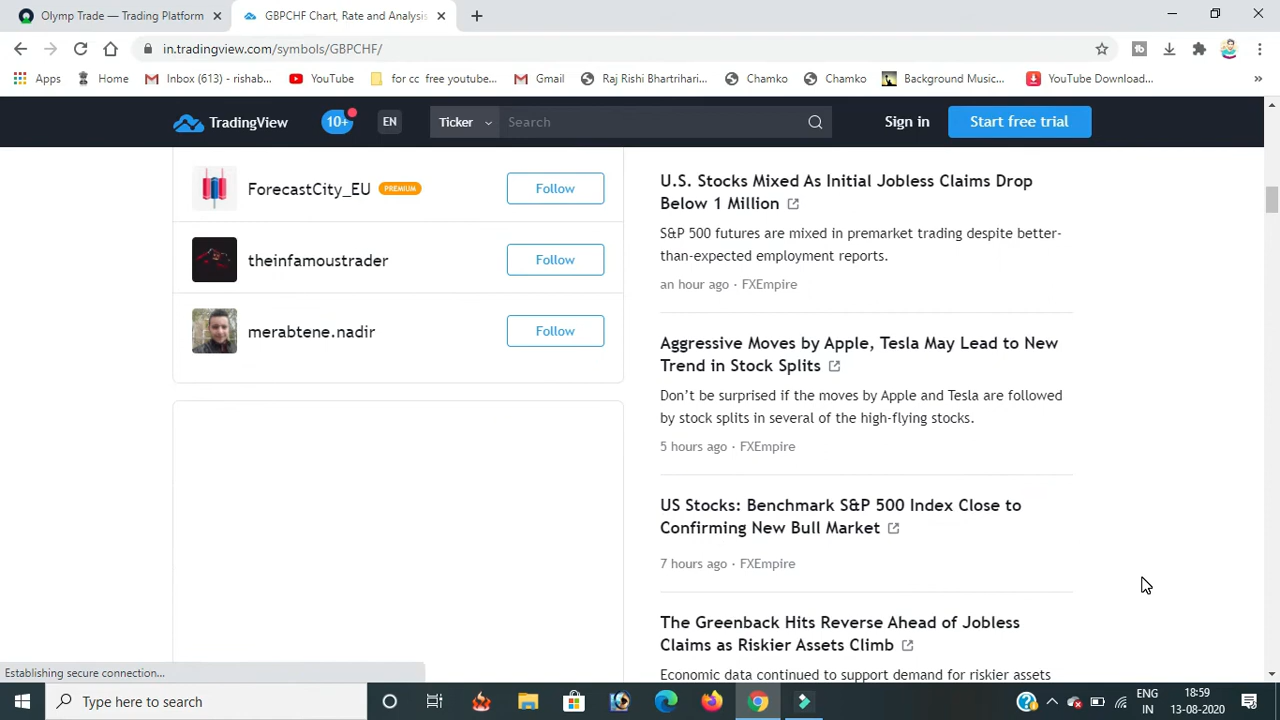 Olymp Trade — Trading Platform
GBPCHF Chart, Rate and Analysis
in.tradingview.com/symbols/GBPCHF/
Apps
Home
Inbox (613) - rishab...
YouTube
for cc free youtube...
Gmail
Raj Rishi Bhartrihari...
Chamko
Chamko
Background Music...
YouTube Download...
»
TradingView
10+
EN
Ticker
Search
Sign in
Start free trial
ForecastCity_EU PREMIUM
Follow
theinfamoustrader
Follow
merabtene.nadir
Follow
U.S. Stocks Mixed As Initial Jobless Claims Drop
Below 1 Million
S&P 500 futures are mixed in premarket trading despite better-
than-expected employment reports.
an hour ago · FXEmpire
Aggressive Moves by Apple, Tesla May Lead to New
Trend in Stock Splits
Don’t be surprised if the moves by Apple and Tesla are followed
by stock splits in several of the high-flying stocks.
5 hours ago · FXEmpire
US Stocks: Benchmark S&P 500 Index Close to
Confirming New Bull Market
7 hours ago · FXEmpire
The Greenback Hits Reverse Ahead of Jobless
Claims as Riskier Assets Climb
Economic data continued to support demand for riskier assets
Establishing secure connection...
Type here to search
ENG
IN
18:59
13-08-2020